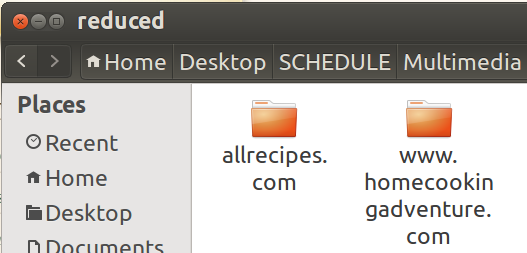 reduced
Home Desktop SCHEDULE Multimedia
Places
Recent
Home
Desktop
Documents
allrecipes.
com
www.
homecookin
gadventure.
com